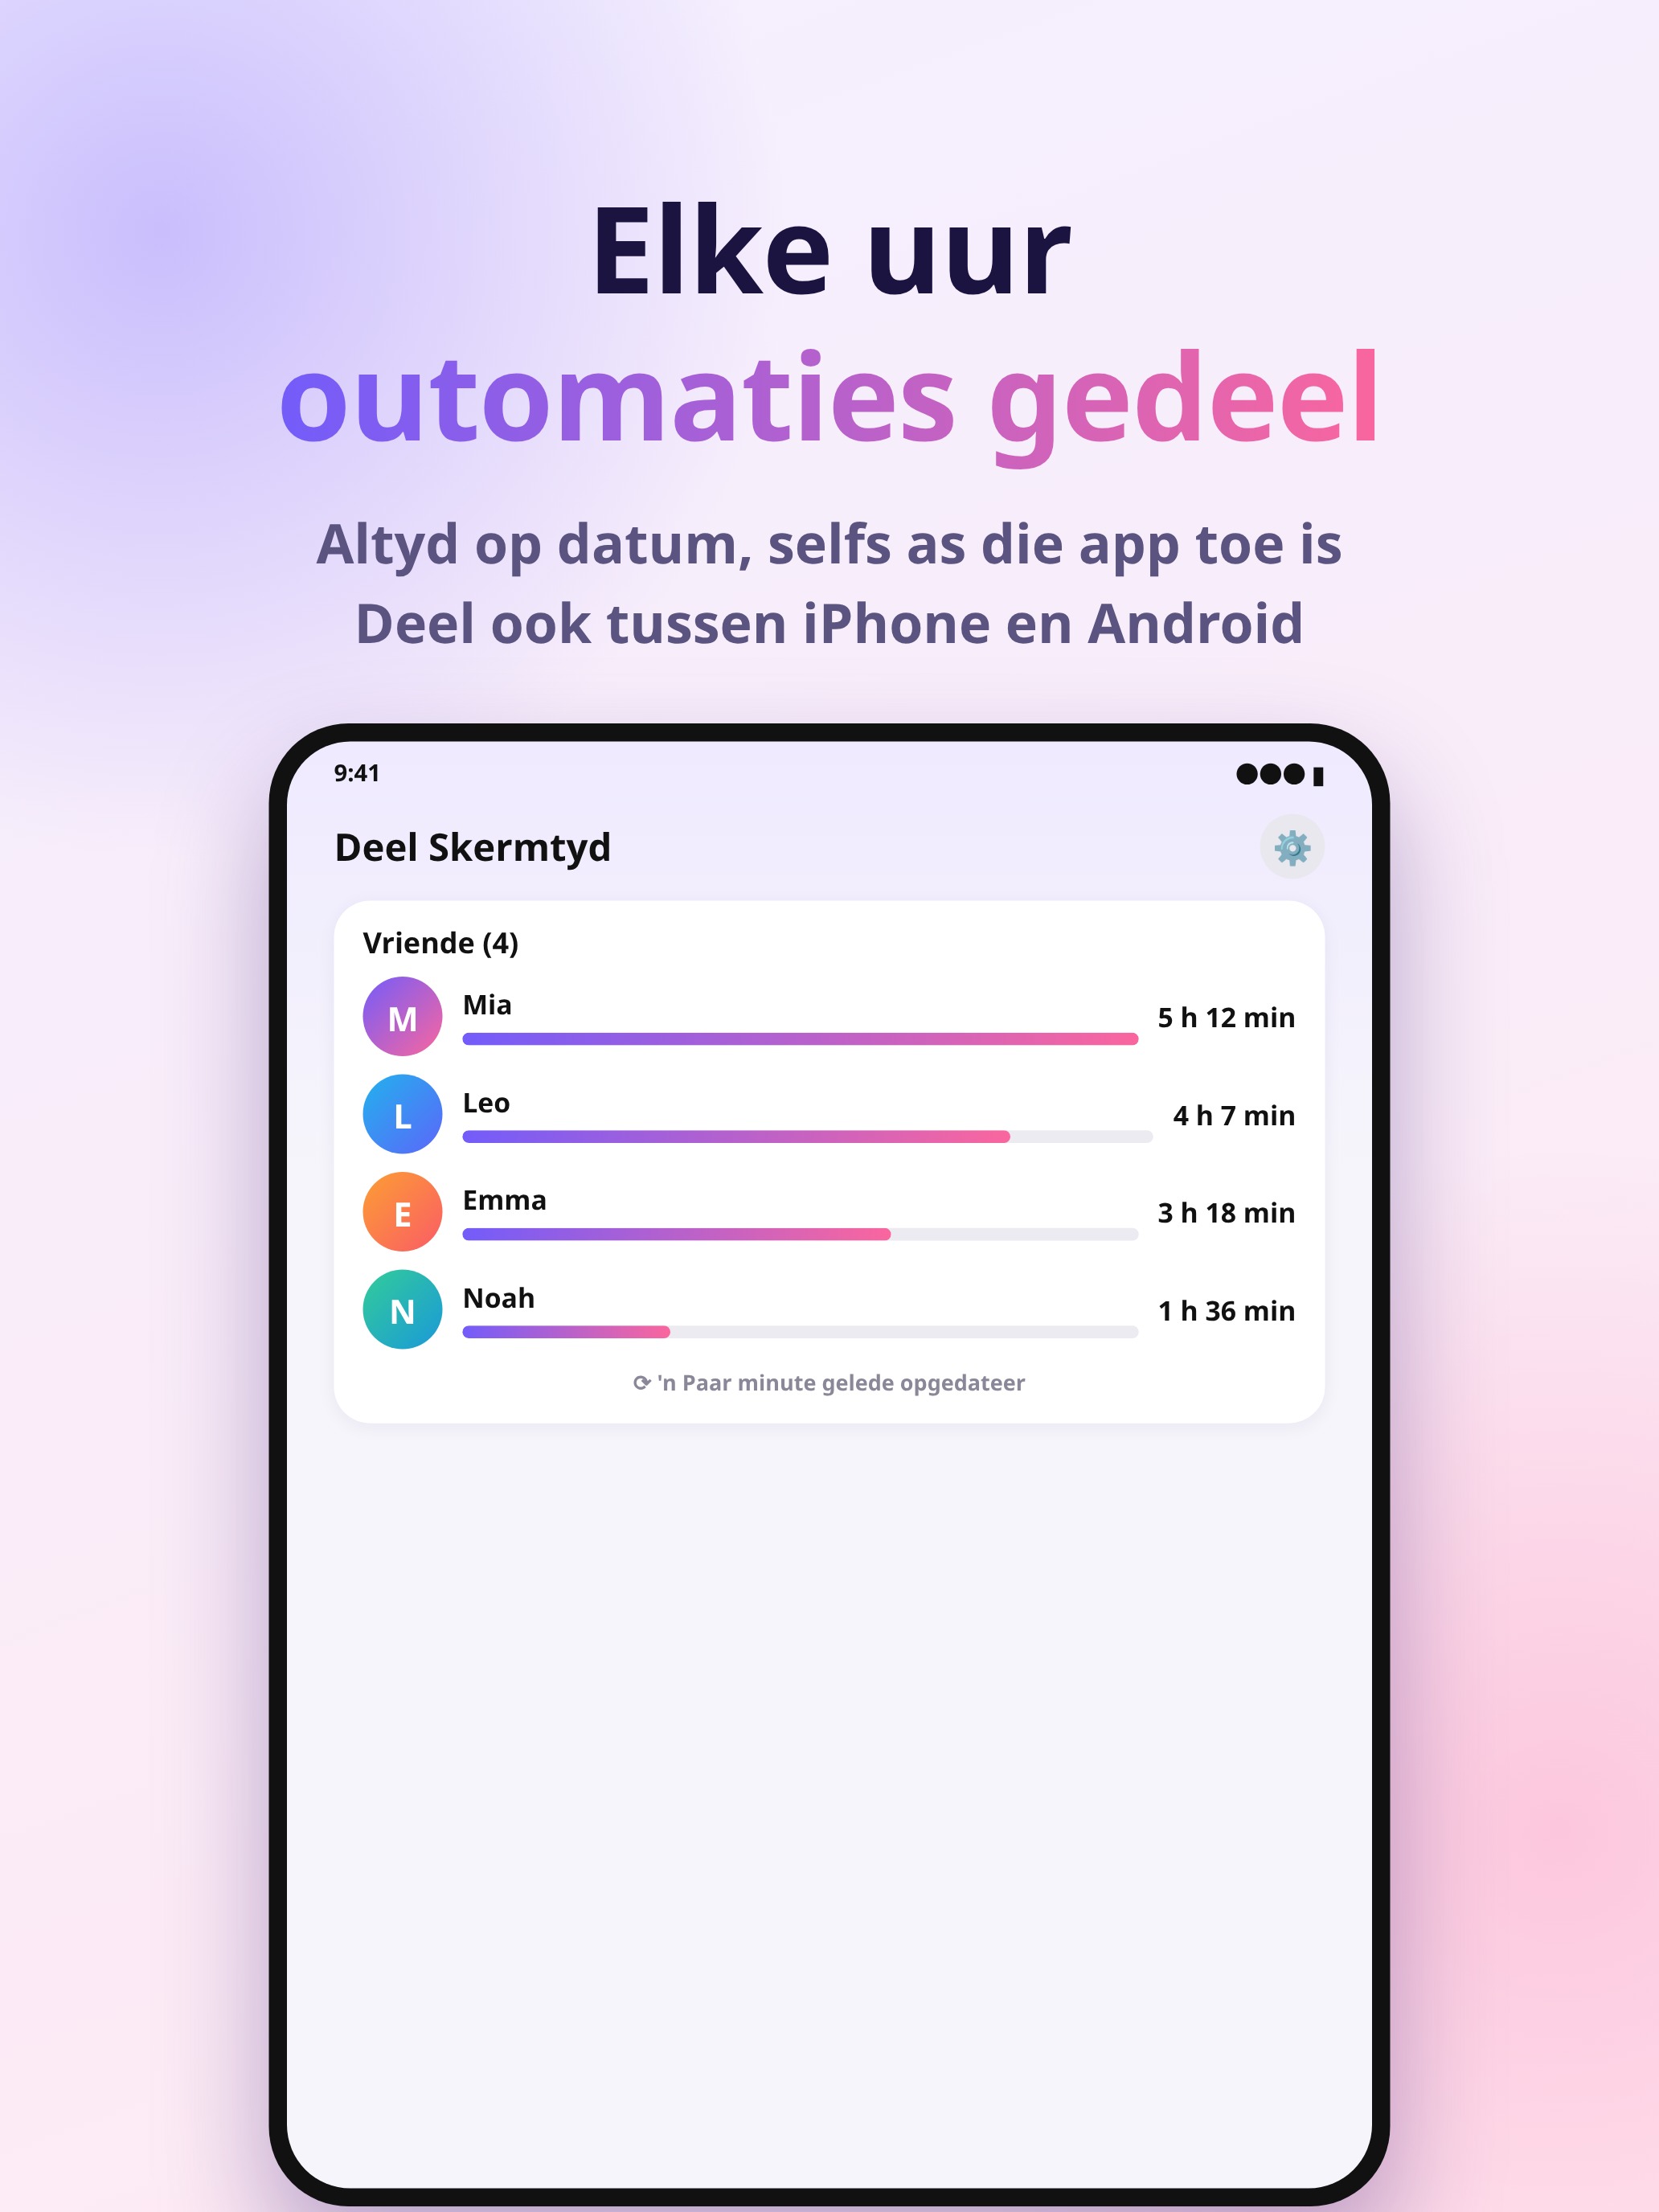 Elke uur
outomaties gedeel
Altyd op datum, selfs as die app toe is
Deel ook tussen iPhone en Android
9:41
Deel Skermtyd
Vriende (4)
M
Mia
5 h 12 min
L
Leo
4 h 7 min
E
Emma
3 h 18 min
N
Noah
1 h 36 min
⟳ 'n Paar minute gelede opgedateer